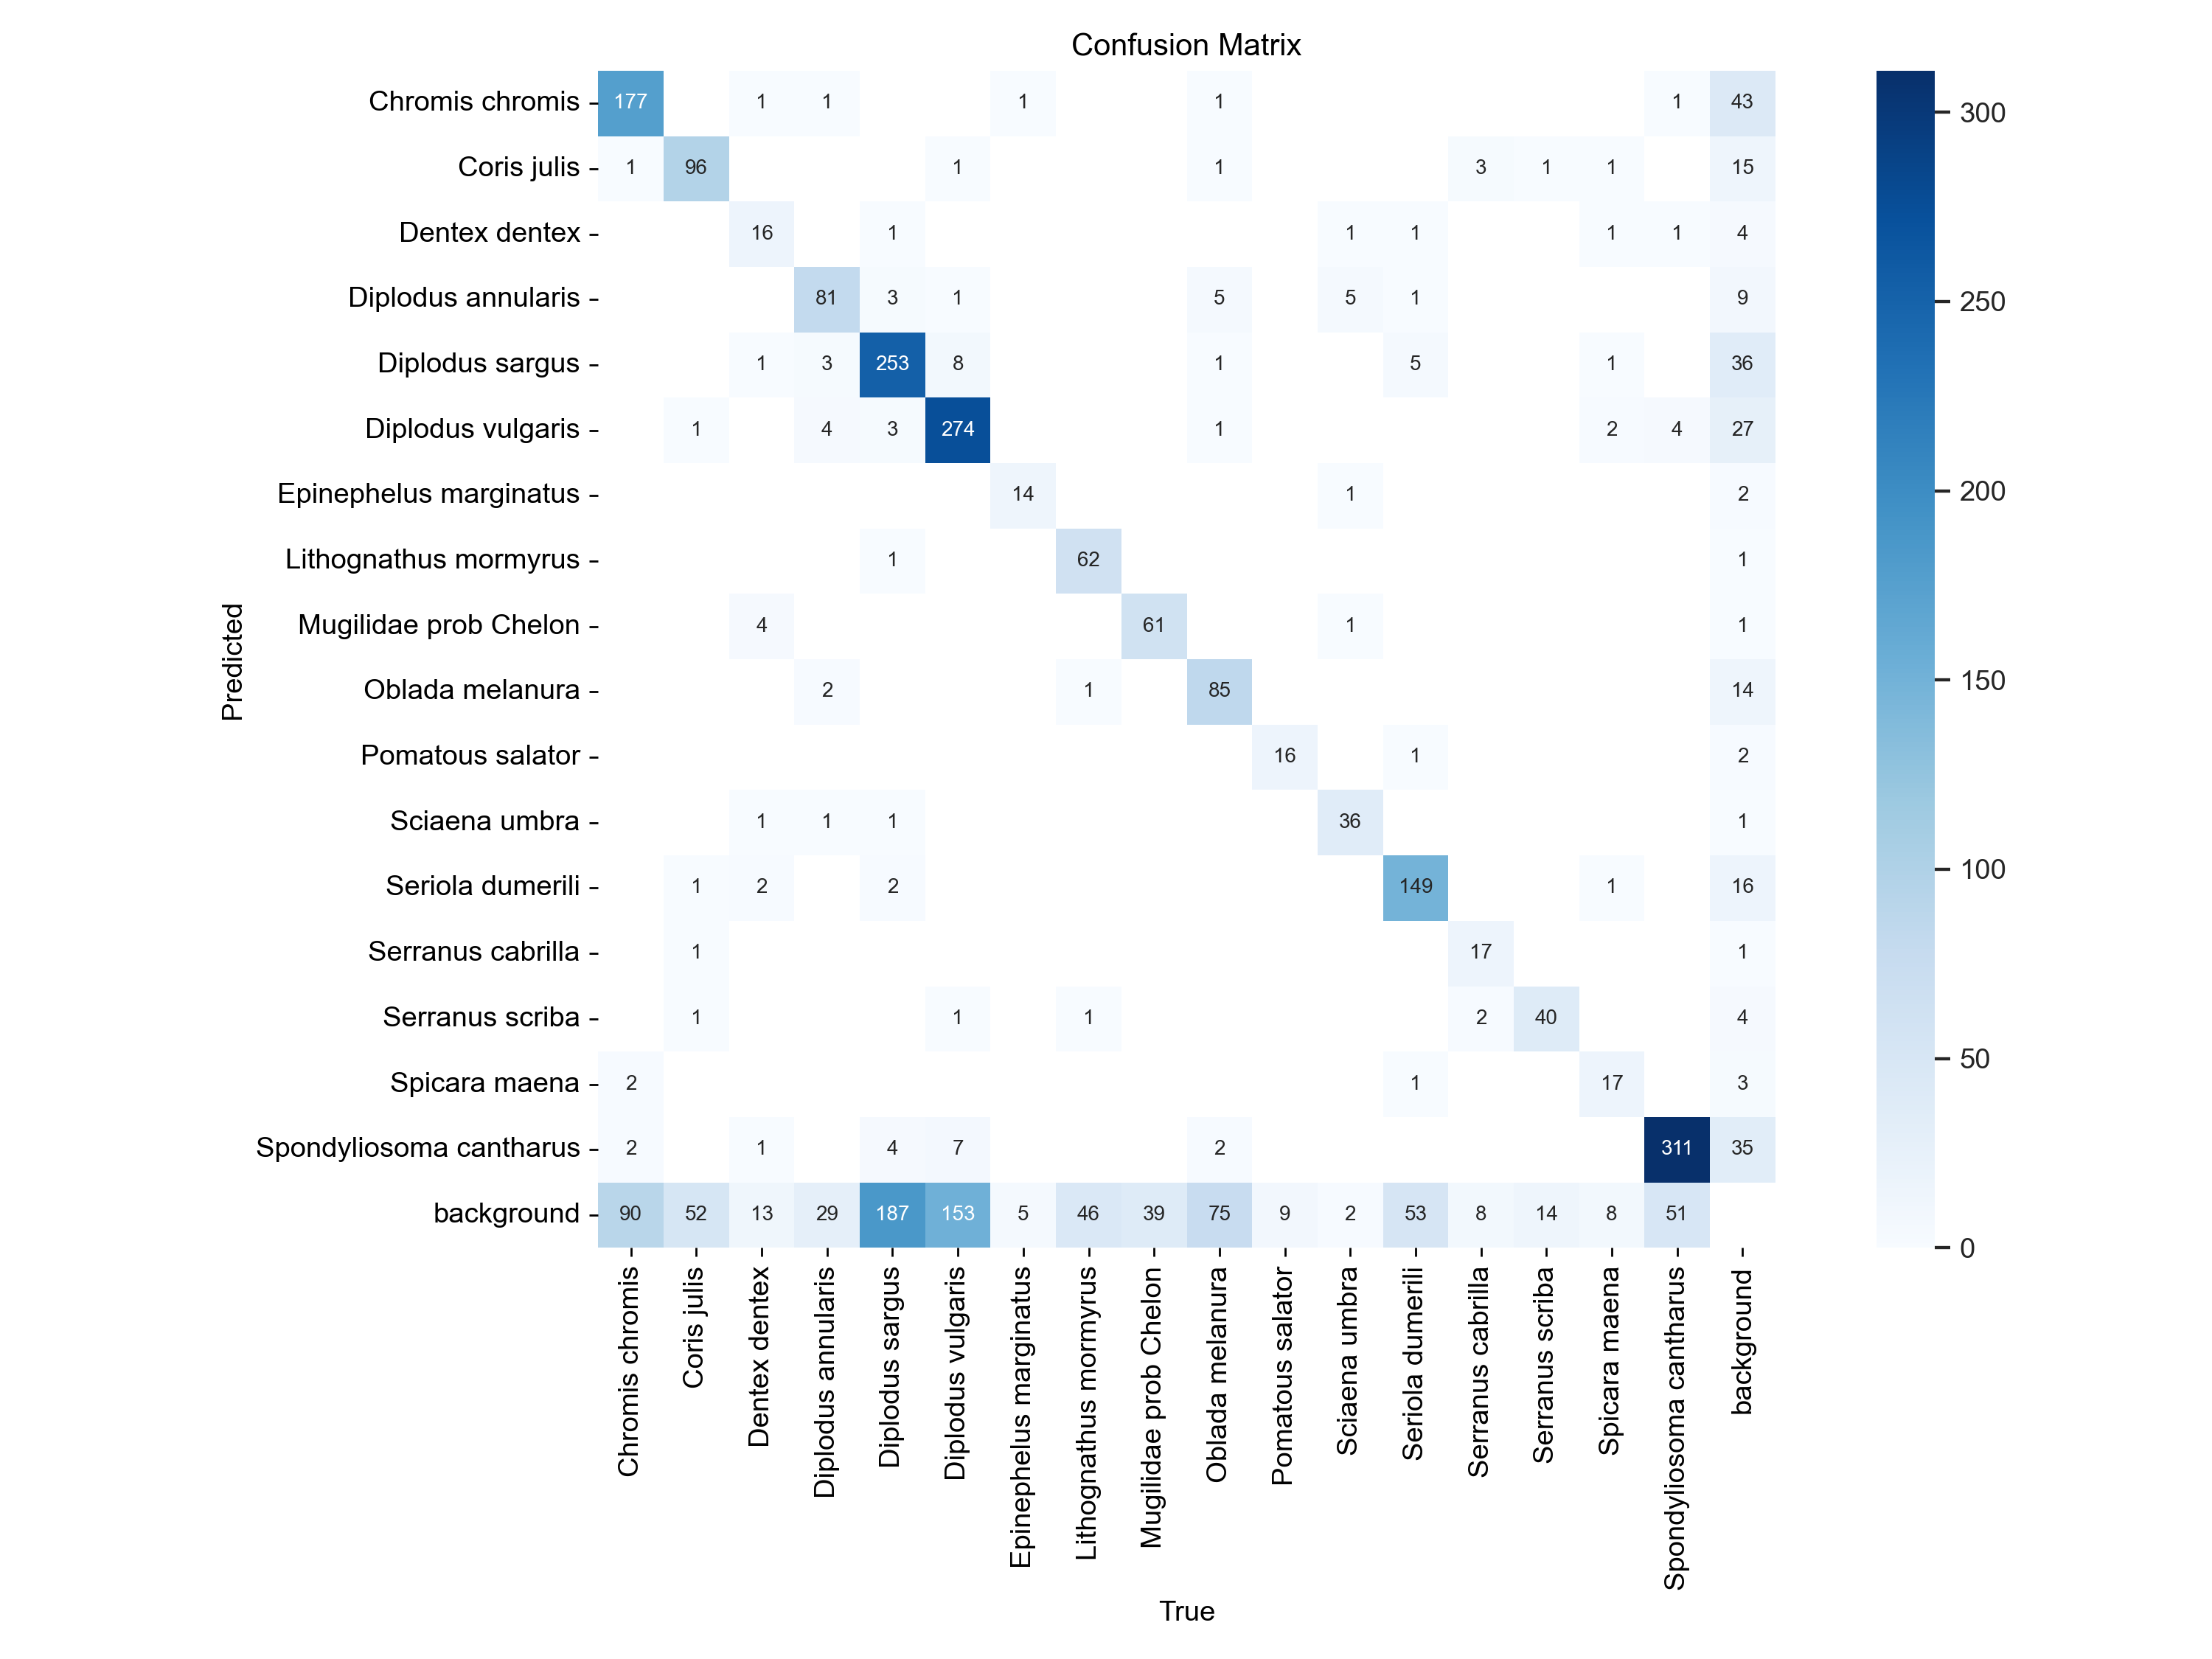 Confusion Matrix
Chromis chromis 177 1 1 1 1 1 43
Coris julis 1 96 1 1 3 1 1 15
Dentex dentex 16 1 1 1 1 1 4
Diplodus annularis 81 3 1 5 5 1 9
Diplodus sargus 1 3 253 8 1 5 1 36
Diplodus vulgaris 1 4 3 274 1 2 4 27
Epinephelus marginatus 14 1 2
Lithognathus mormyrus 1 62 1
Mugilidae prob Chelon 4 61 1 1
Oblada melanura 2 1 85 14
Pomatous salator 16 1 2
Sciaena umbra 1 1 1 36 1
Seriola dumerili 1 2 2 149 1 16
Serranus cabrilla 1 17 1
Serranus scriba 1 1 1 2 40 4
Spicara maena 2 1 17 3
Spondyliosoma cantharus 2 1 4 7 2 311 35
background 90 52 13 29 187 153 5 46 39 75 9 2 53 8 14 8 51
Predicted
Chromis chromis
Coris julis
Dentex dentex
Diplodus annularis
Diplodus sargus
Diplodus vulgaris
Epinephelus marginatus
Lithognathus mormyrus
Mugilidae prob Chelon
Oblada melanura
Pomatous salator
Sciaena umbra
Seriola dumerili
Serranus cabrilla
Serranus scriba
Spicara maena
Spondyliosoma cantharus
background
True
300
250
200
150
100
50
0